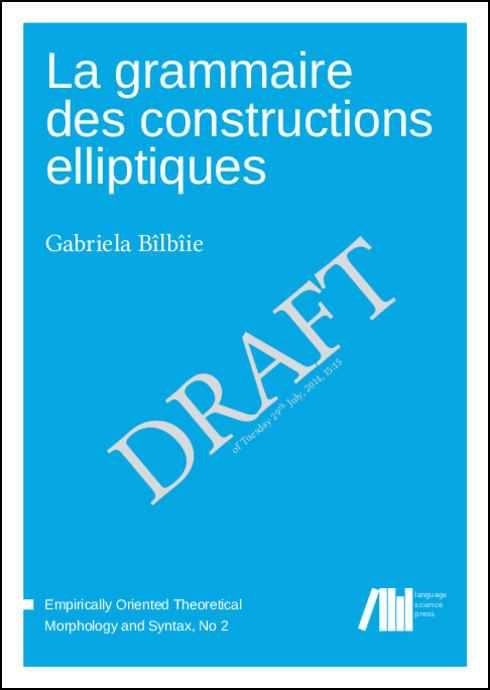 La grammaire
des constructions
elliptiques
Gabriela Bîlbîie
DRAFT
of Tuesday 29th July, 2014, 15:15
Empirically Oriented Theoretical
Morphology and Syntax, No 2
language
science
press